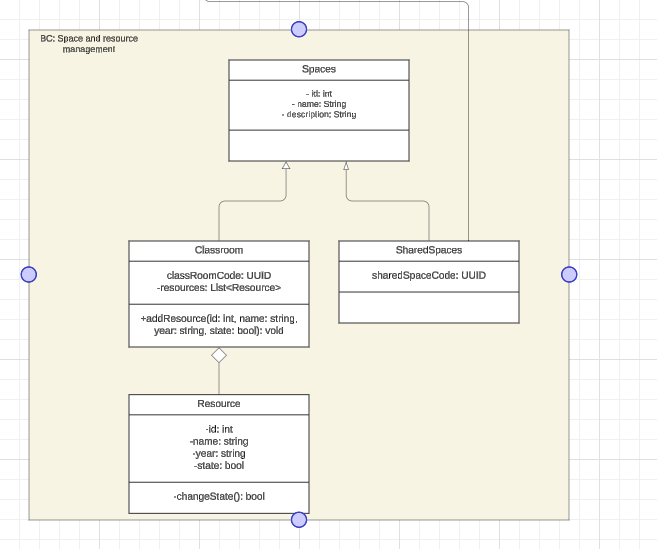 BC: Space and resource
management
Spaces
- id: int
- name: String
- description: String
Classroom
classRoomCode: UUID
-resources: List<Resource>
+addResource(id: int, name: string,
year: string, state: bool): void
SharedSpaces
sharedSpaceCode: UUID
Resource
-id: int
-name: string
-year: string
-state: bool
-changeState(): bool